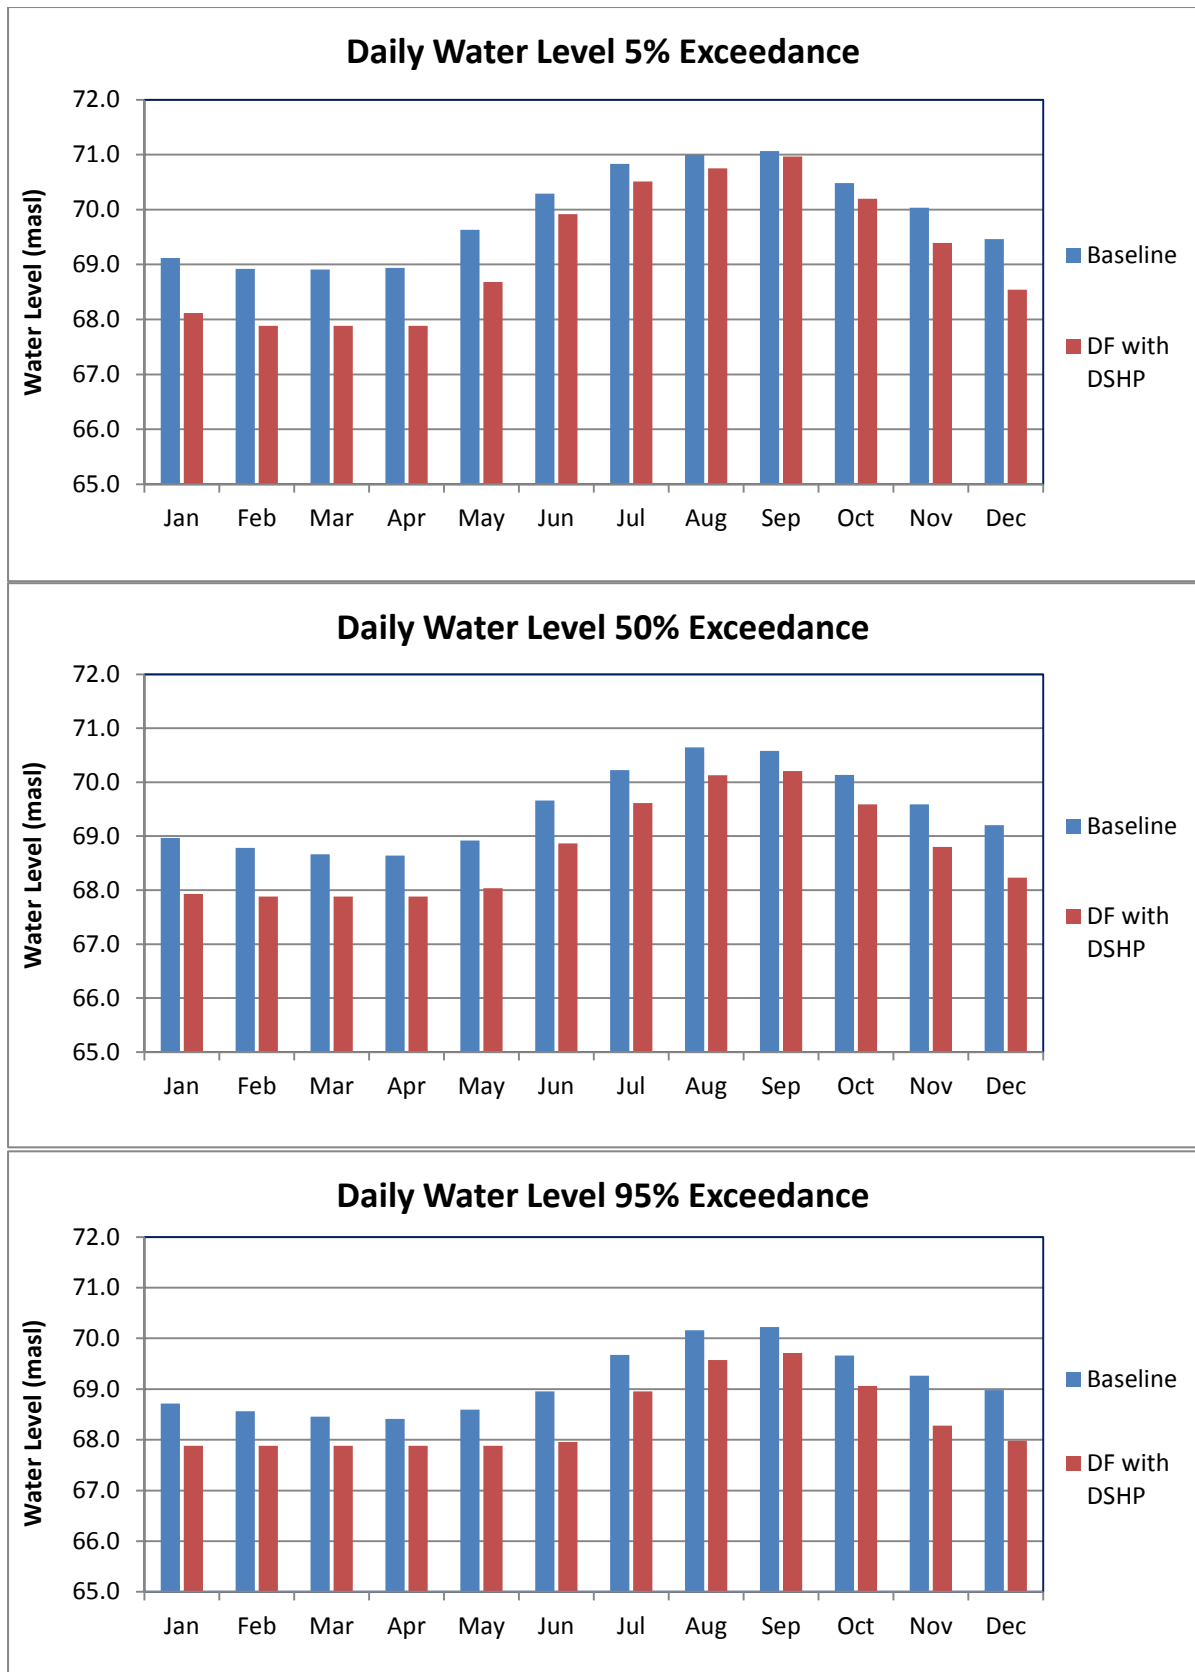 Daily Water Level 5% Exceedance
72.0
71.0
70.0
69.0
68.0
67.0
66.0
65.0
Water Level (masl)
Jan Feb Mar Apr May Jun Jul Aug Sep Oct Nov Dec
Baseline
DF with
DSHP
Daily Water Level 50% Exceedance
72.0
71.0
70.0
69.0
68.0
67.0
66.0
65.0
Water Level (masl)
Jan Feb Mar Apr May Jun Jul Aug Sep Oct Nov Dec
Baseline
DF with
DSHP
Daily Water Level 95% Exceedance
72.0
71.0
70.0
69.0
68.0
67.0
66.0
65.0
Water Level (masl)
Jan Feb Mar Apr May Jun Jul Aug Sep Oct Nov Dec
Baseline
DF with
DSHP